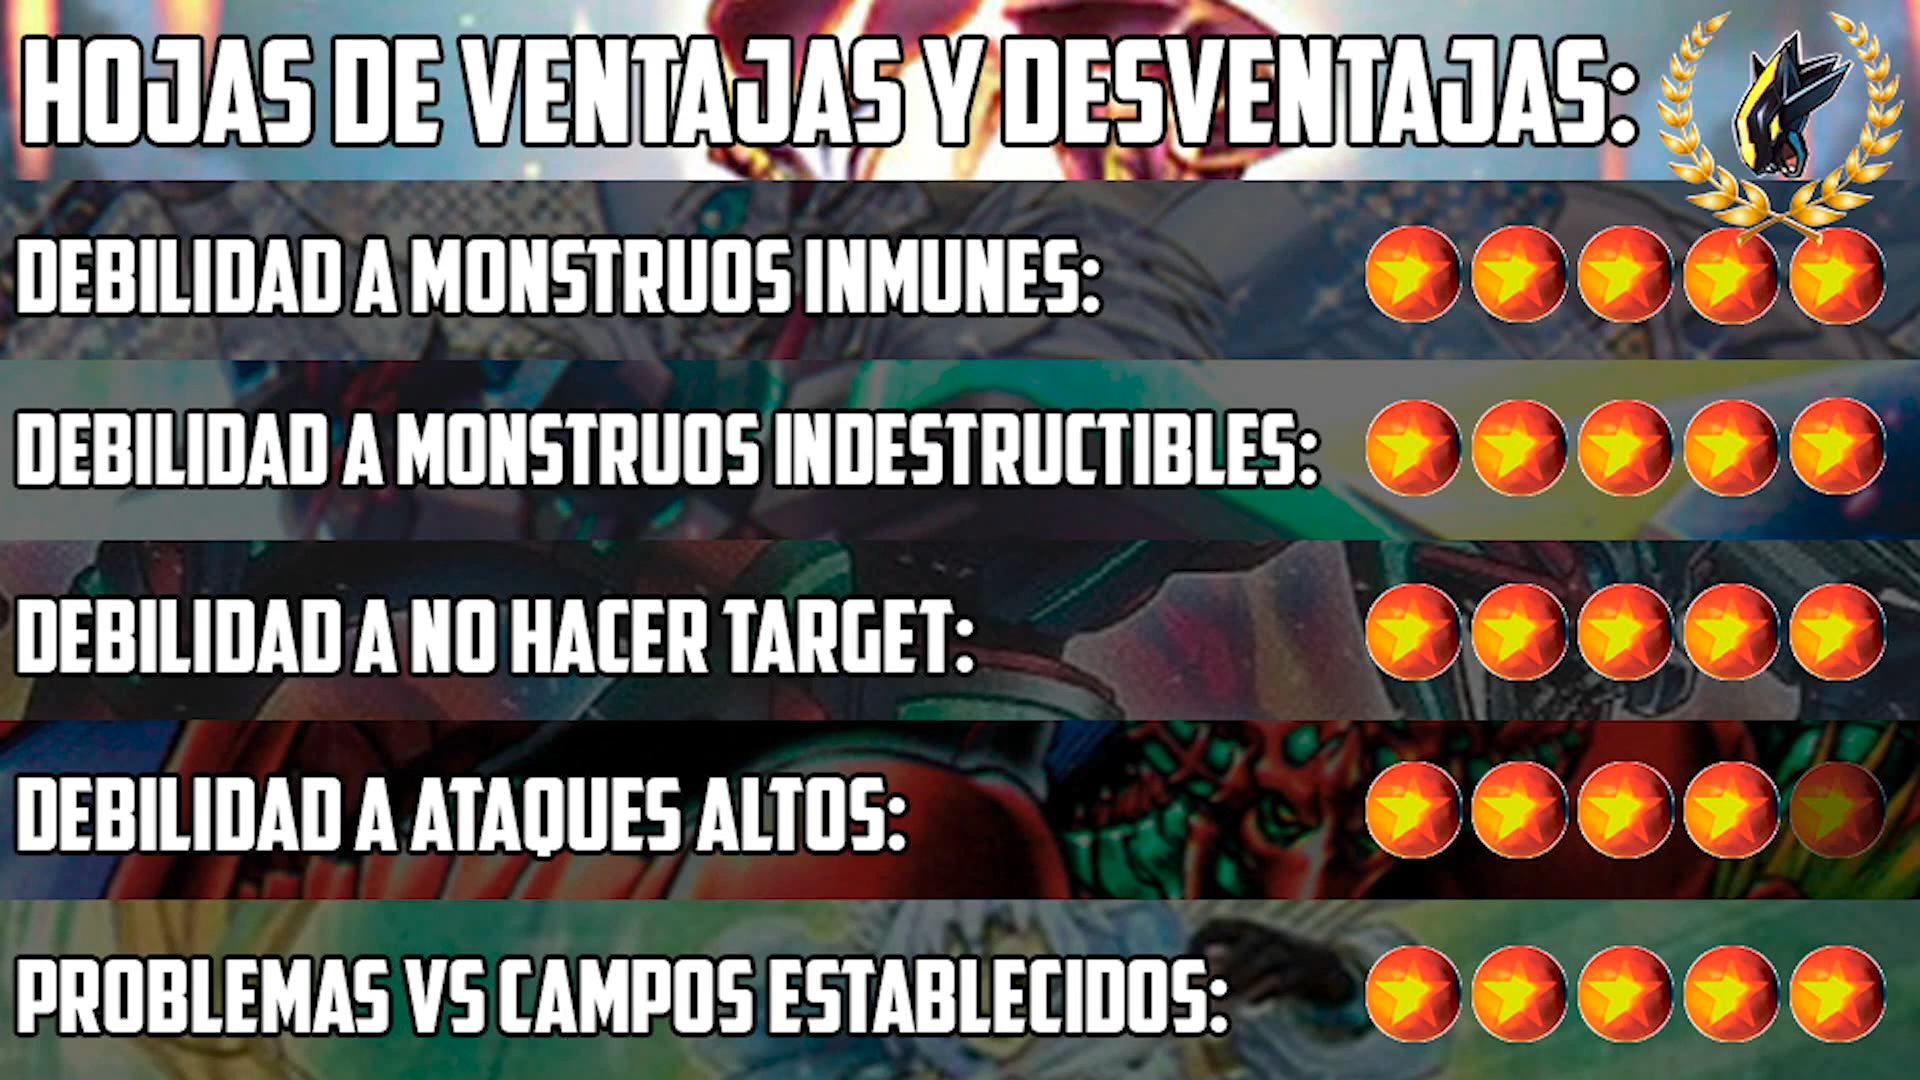 HOJAS DE VENTAJAS Y DESVENTAJAS:
DEBILIDAD A MONSTRUOS INMUNES:
DEBILIDAD A MONSTRUOS INDESTRUCTIBLES:
DEBILIDAD A NO HACER TARGET:
DEBILIDAD A ATAQUES ALTOS:
PROBLEMAS VS CAMPOS ESTABLECIDOS: